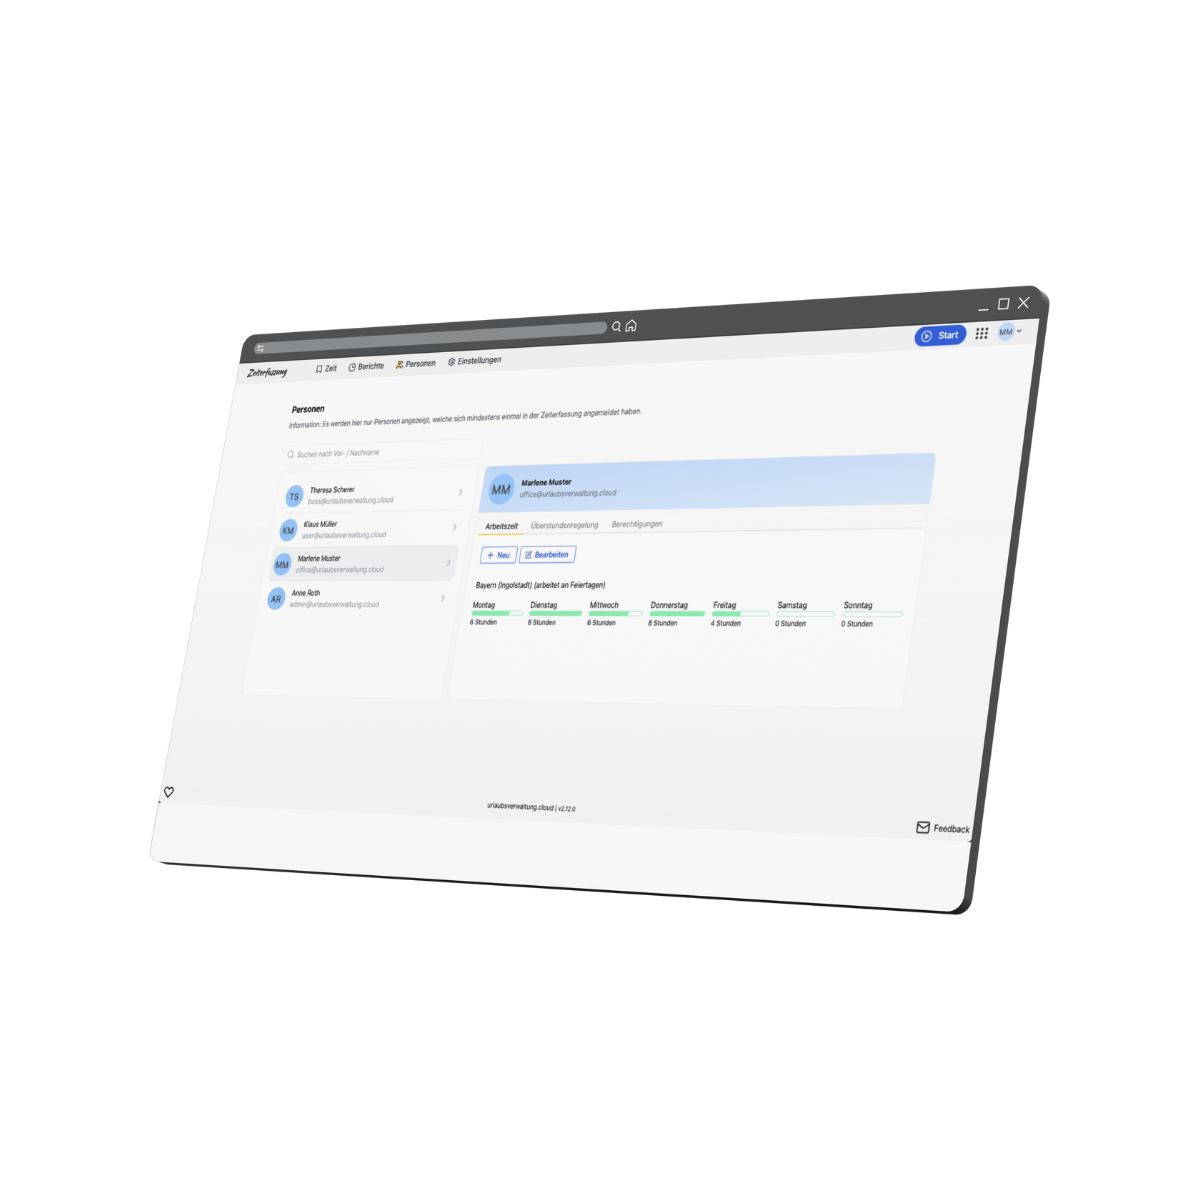 Zeiterfassung
Zeit
Berichte
Personen
Einstellungen
Start
MM
Personen
Information: Es werden hier nur Personen angezeigt, welche sich mindestens einmal in der Zeiterfassung angemeldet haben.
Suchen nach Vor- / Nachname
TS
Theresa Scherer
boss@urlaubsverwaltung.cloud
KM
Klaus Müller
user@urlaubsverwaltung.cloud
MM
Marlene Muster
office@urlaubsverwaltung.cloud
AR
Anne Roth
admin@urlaubsverwaltung.cloud
MM
Marlene Muster
office@urlaubsverwaltung.cloud
Arbeitszeit
Überstundenregelung
Berechtigungen
Neu
Bearbeiten
Bayern (Ingolstadt) (arbeitet an Feiertagen)
Montag
6 Stunden
Dienstag
8 Stunden
Mittwoch
6 Stunden
Donnerstag
8 Stunden
Freitag
4 Stunden
Samstag
0 Stunden
Sonntag
0 Stunden
urlaubsverwaltung.cloud | v2.12.0
Feedback